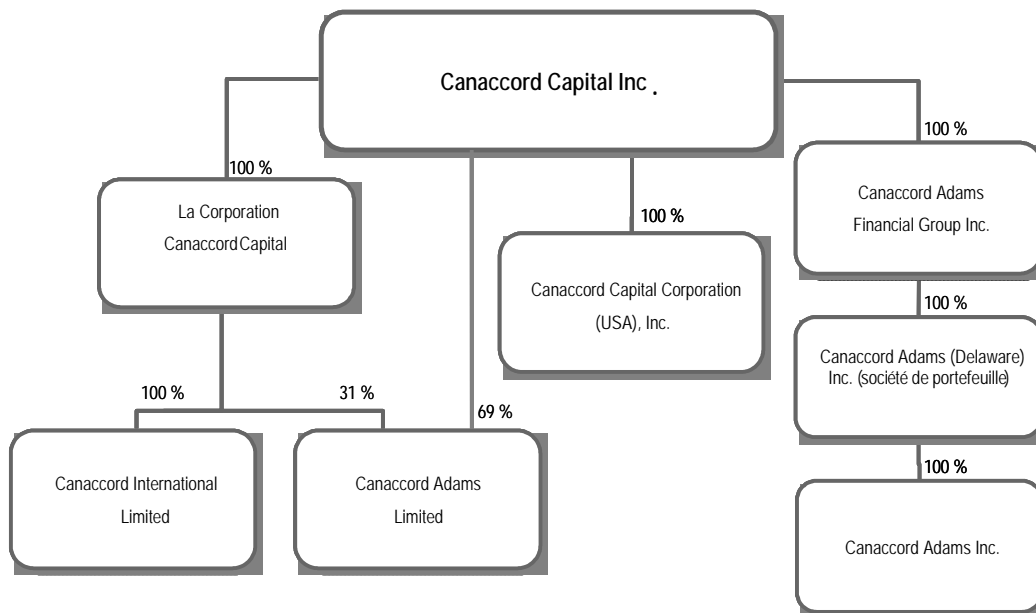 Canaccord Capital Inc .
100 %
100 %
La Corporation
Canaccord Capital
100 %
Canaccord Adams
Financial Group Inc.
Canaccord Capital Corporation
(USA), Inc.
100 %
Canaccord Adams (Delaware)
Inc. (société de portefeuille)
100 %
31 %
69 %
Canaccord International
Limited
Canaccord Adams
Limited
100 %
Canaccord Adams Inc.